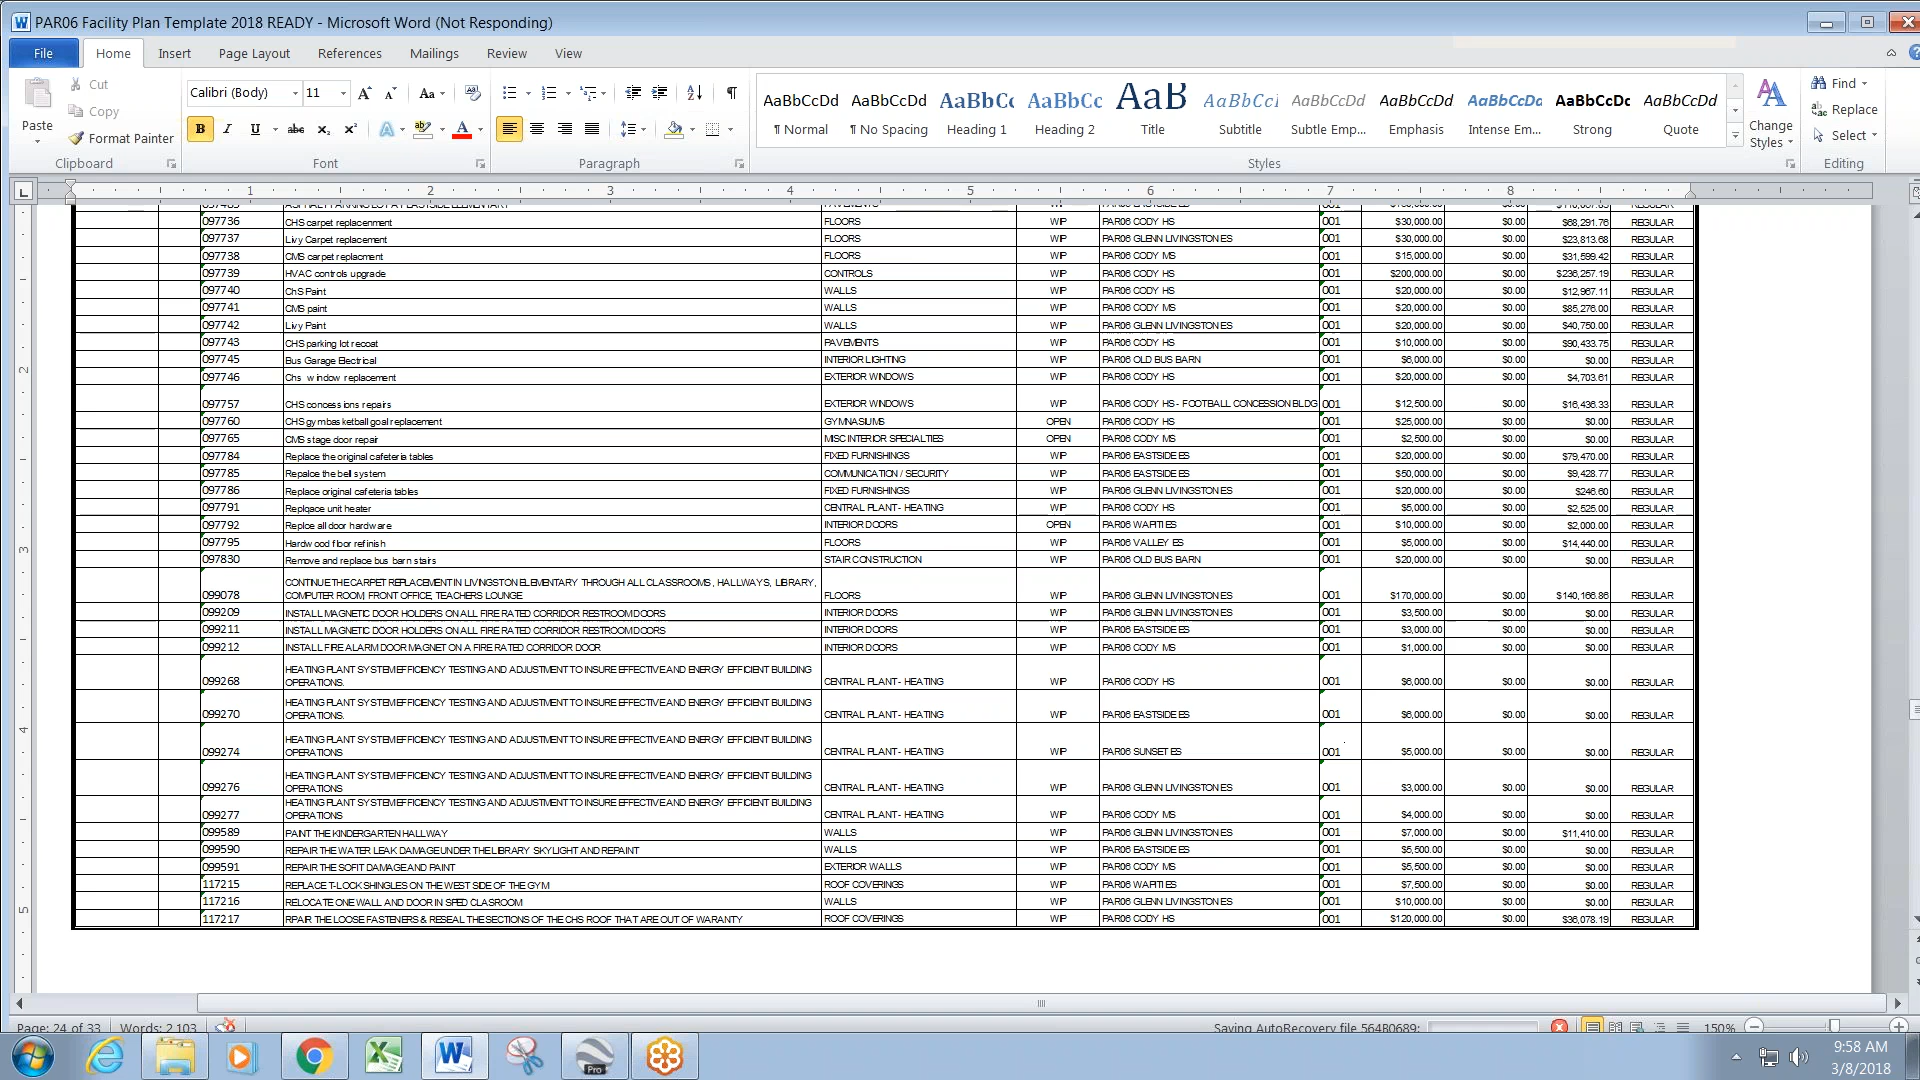 PAR06 Facility Plan Template 2018 READY - Microsoft Word (Not Responding)
File Home Insert Page Layout References Mailings Review View
Paste Cut Copy Format Painter Clipboard
Calibri (Body) 11 Font
Paragraph
AaBbCcDd AaBbCcDd AaBbCc AaBbCc AaB AaBbCcI AaBbCcDd AaBbCcDd AaBbCcDd AaBbCcDc AaBbCcDd
¶ Normal ¶ No Spacing Heading 1 Heading 2 Title Subtitle Subtle Emp... Emphasis Intense Em... Strong Quote
Styles
Change Styles
Find Replace Select Editing
1 2 3 4 5 6 7 8
097736 CHS carpet replacenment FLOORS WIP PAR06 CODY HS 001 $30,000.00 $0.00 $68,291.76 REGULAR
097737 Livy Carpet replacement FLOORS WIP PAR06 GLENN LIVINGSTON ES 001 $30,000.00 $0.00 $23,813.68 REGULAR
097738 CMS carpet replacment FLOORS WIP PAR06 CODY MS 001 $15,000.00 $0.00 $31,599.42 REGULAR
097739 HVAC controls upgrade CONTROLS WIP PAR06 CODY HS 001 $200,000.00 $0.00 $236,257.19 REGULAR
097740 ChS Paint WALLS WIP PAR06 CODY HS 001 $20,000.00 $0.00 $12,967.11 REGULAR
097741 CMS paint WALLS WIP PAR06 CODY MS 001 $20,000.00 $0.00 $85,276.00 REGULAR
097742 Livy Paint WALLS WIP PAR06 GLENN LIVINGSTON ES 001 $20,000.00 $0.00 $40,750.00 REGULAR
097743 CHS parking lot recoat PAVEMENTS WIP PAR06 CODY HS 001 $10,000.00 $0.00 $90,433.75 REGULAR
097745 Bus Garage Electrical INTERIOR LIGHTING WIP PAR06 OLD BUS BARN 001 $6,000.00 $0.00 $0.00 REGULAR
097746 Chs window replacement EXTERIOR WINDOWS WIP PAR06 CODY HS 001 $20,000.00 $0.00 $4,703.61 REGULAR
097757 CHS concessions repairs EXTERIOR WINDOWS WIP PAR06 CODY HS - FOOTBALL CONCESSION BLDG 001 $12,500.00 $0.00 $16,436.33 REGULAR
097760 CHS gym basketball goal replacement GYMNASIUMS OPEN PAR06 CODY HS 001 $25,000.00 $0.00 $0.00 REGULAR
097765 CMS stage door repair MISC INTERIOR SPECIALTIES OPEN PAR06 CODY MS 001 $2,500.00 $0.00 $0.00 REGULAR
097784 Replace the original cafeteria tables FIXED FURNISHINGS WIP PAR06 EASTSIDE ES 001 $20,000.00 $0.00 $79,470.00 REGULAR
097785 Repalce the bell system COMMUNICATION / SECURITY WIP PAR06 EASTSIDE ES 001 $50,000.00 $0.00 $9,428.77 REGULAR
097786 Replace original cafeteria tables FIXED FURNISHINGS WIP PAR06 GLENN LIVINGSTON ES 001 $20,000.00 $0.00 $246.60 REGULAR
097791 Replqace unit heater CENTRAL PLANT - HEATING WIP PAR06 CODY HS 001 $5,000.00 $0.00 $2,525.00 REGULAR
097792 Replce all door hardware INTERIOR DOORS OPEN PAR06 WAPITI ES 001 $10,000.00 $0.00 $2,000.00 REGULAR
097795 Hardwood floor refinish FLOORS WIP PAR06 VALLEY ES 001 $5,000.00 $0.00 $14,440.00 REGULAR
097830 Remove and replace bus barn stairs STAIR CONSTRUCTION WIP PAR06 OLD BUS BARN 001 $20,000.00 $0.00 $0.00 REGULAR
CONTINUE THE CARPET REPLACEMENT IN LIVINGSTON ELEMENTARY THROUGH ALL CLASSROOMS, HALLWAYS, LIBRARY,
099078 COMPUTER ROOM, FRONT OFFICE, TEACHERS LOUNGE FLOORS WIP PAR06 GLENN LIVINGSTON ES 001 $170,000.00 $0.00 $140,166.86 REGULAR
099209 INSTALL MAGNETIC DOOR HOLDERS ON ALL FIRE RATED CORRIDOR RESTROOM DOORS INTERIOR DOORS WIP PAR06 GLENN LIVINGSTON ES 001 $3,500.00 $0.00 $0.00 REGULAR
099211 INSTALL MAGNETIC DOOR HOLDERS ON ALL FIRE RATED CORRIDOR RESTROOM DOORS INTERIOR DOORS WIP PAR06 EASTSIDE ES 001 $3,000.00 $0.00 $0.00 REGULAR
099212 INSTALL FIRE ALARM DOOR MAGNET ON A FIRE RATED CORRIDOR DOOR INTERIOR DOORS WIP PAR06 CODY MS 001 $1,000.00 $0.00 $0.00 REGULAR
HEATING PLANT SYSTEM EFFICIENCY TESTING AND ADJUSTMENT TO INSURE EFFECTIVE AND ENERGY EFFICIENT BUILDING
099268 OPERATIONS. CENTRAL PLANT - HEATING WIP PAR06 CODY HS 001 $6,000.00 $0.00 $0.00 REGULAR
HEATING PLANT SYSTEM EFFICIENCY TESTING AND ADJUSTMENT TO INSURE EFFECTIVE AND ENERGY EFFICIENT BUILDING
099270 OPERATIONS. CENTRAL PLANT - HEATING WIP PAR06 EASTSIDE ES 001 $6,000.00 $0.00 $0.00 REGULAR
HEATING PLANT SYSTEM EFFICIENCY TESTING AND ADJUSTMENT TO INSURE EFFECTIVE AND ENERGY EFFICIENT BUILDING
099274 OPERATIONS CENTRAL PLANT - HEATING WIP PAR06 SUNSET ES 001 $5,000.00 $0.00 $0.00 REGULAR
HEATING PLANT SYSTEM EFFICIENCY TESTING AND ADJUSTMENT TO INSURE EFFECTIVE AND ENERGY EFFICIENT BUILDING
099276 OPERATIONS CENTRAL PLANT - HEATING WIP PAR06 GLENN LIVINGSTON ES 001 $3,000.00 $0.00 $0.00 REGULAR
HEATING PLANT SYSTEM EFFICIENCY TESTING AND ADJUSTMENT TO INSURE EFFECTIVE AND ENERGY EFFICIENT BUILDING
099277 OPERATIONS CENTRAL PLANT - HEATING WIP PAR06 CODY MS 001 $4,000.00 $0.00 $0.00 REGULAR
099589 PAINT THE KINDERGARTEN HALLWAY WALLS WIP PAR06 GLENN LIVINGSTON ES 001 $7,000.00 $0.00 $11,410.00 REGULAR
099590 REPAIR THE WATER LEAK DAMAGE UNDER THE LIBRARY SKYLIGHT AND REPAINT WALLS WIP PAR06 EASTSIDE ES 001 $5,500.00 $0.00 $0.00 REGULAR
099591 REPAIR THE SOFIT DAMAGE AND PAINT EXTERIOR WALLS WIP PAR06 CODY MS 001 $5,500.00 $0.00 $0.00 REGULAR
117215 REPLACE T-LOCK SHINGLES ON THE WEST SIDE OF THE GYM ROOF COVERINGS WIP PAR06 WAPITI ES 001 $7,500.00 $0.00 $0.00 REGULAR
117216 RELOCATE ONE WALL AND DOOR IN SPED CLASROOM WALLS WIP PAR06 CODY HS 001 $10,000.00 $0.00 $0.00 REGULAR
117217 RPAIR THE LOOSE FASTENERS & RESEAL THE SECTIONS OF THE CHS ROOF THAT ARE OUT OF WARANTY ROOF COVERINGS WIP PAR06 CODY HS 001 $120,000.00 $0.00 $36,078.19 REGULAR
Page: 24 of 33 Words: 2,103 Saving AutoRecovery file 564B0689: 150%
Pro
9:58 AM
3/8/2018